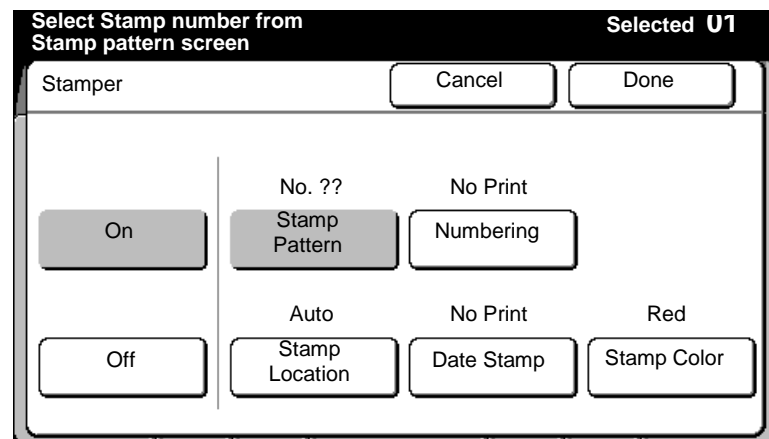 Select Stamp number from
Stamp pattern screen
Selected 01
Stamper
Cancel
Done
No. ??
No Print
On
Stamp
Pattern
Numbering
Auto
No Print
Red
Off
Stamp
Location
Date Stamp
Stamp Color